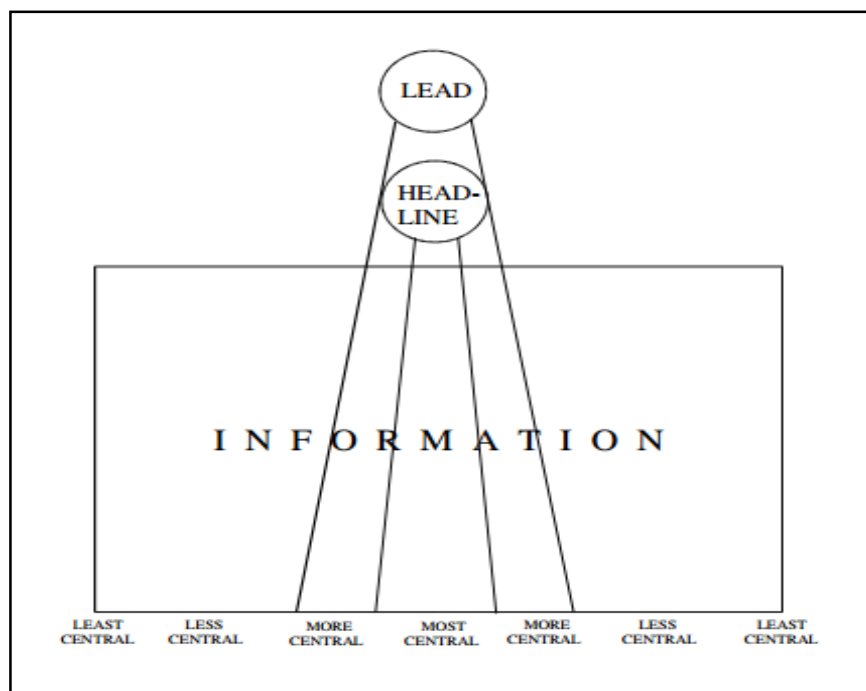 LEAD
HEAD-
LINE
I N F O R M A T I O N
LEAST
CENTRAL
LESS
CENTRAL
MORE
CENTRAL
MOST
CENTRAL
MORE
CENTRAL
LESS
CENTRAL
LEAST
CENTRAL